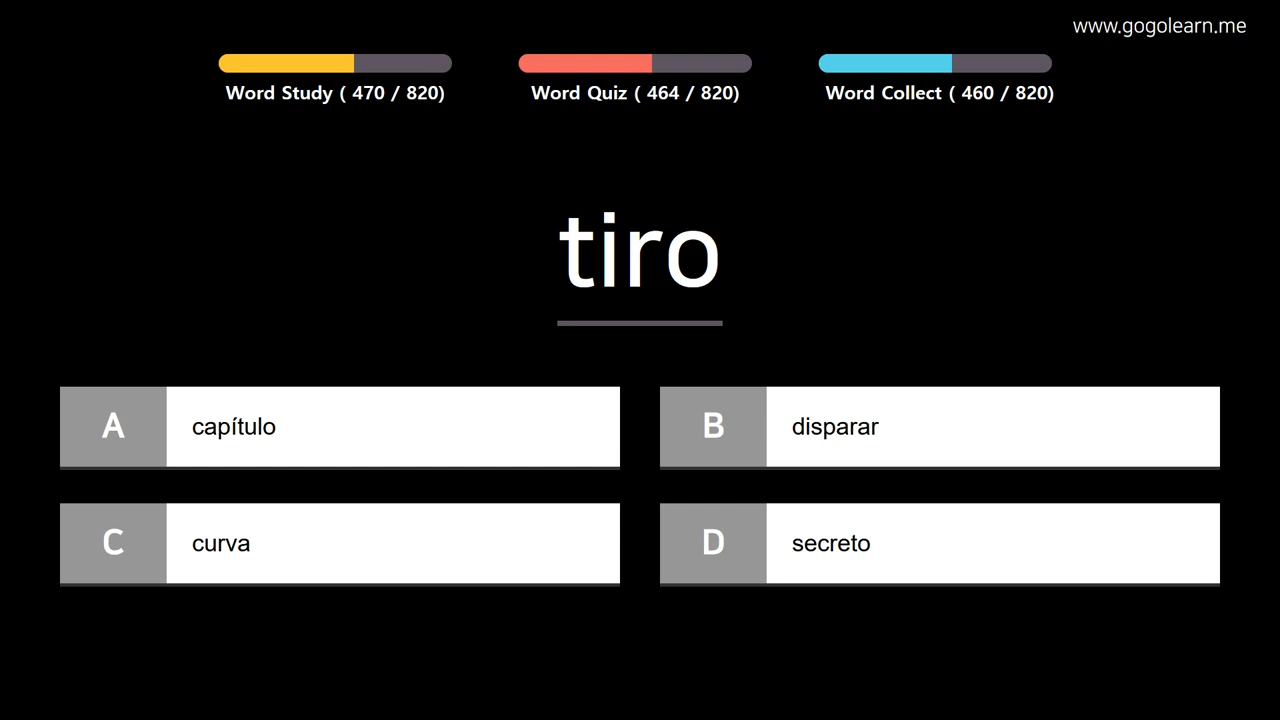 www.gogolearn.me
Word Study ( 470 / 820)
Word Quiz ( 464 / 820)
Word Collect ( 460 / 820)
tiro
A capítulo
B disparar
C curva
D secreto